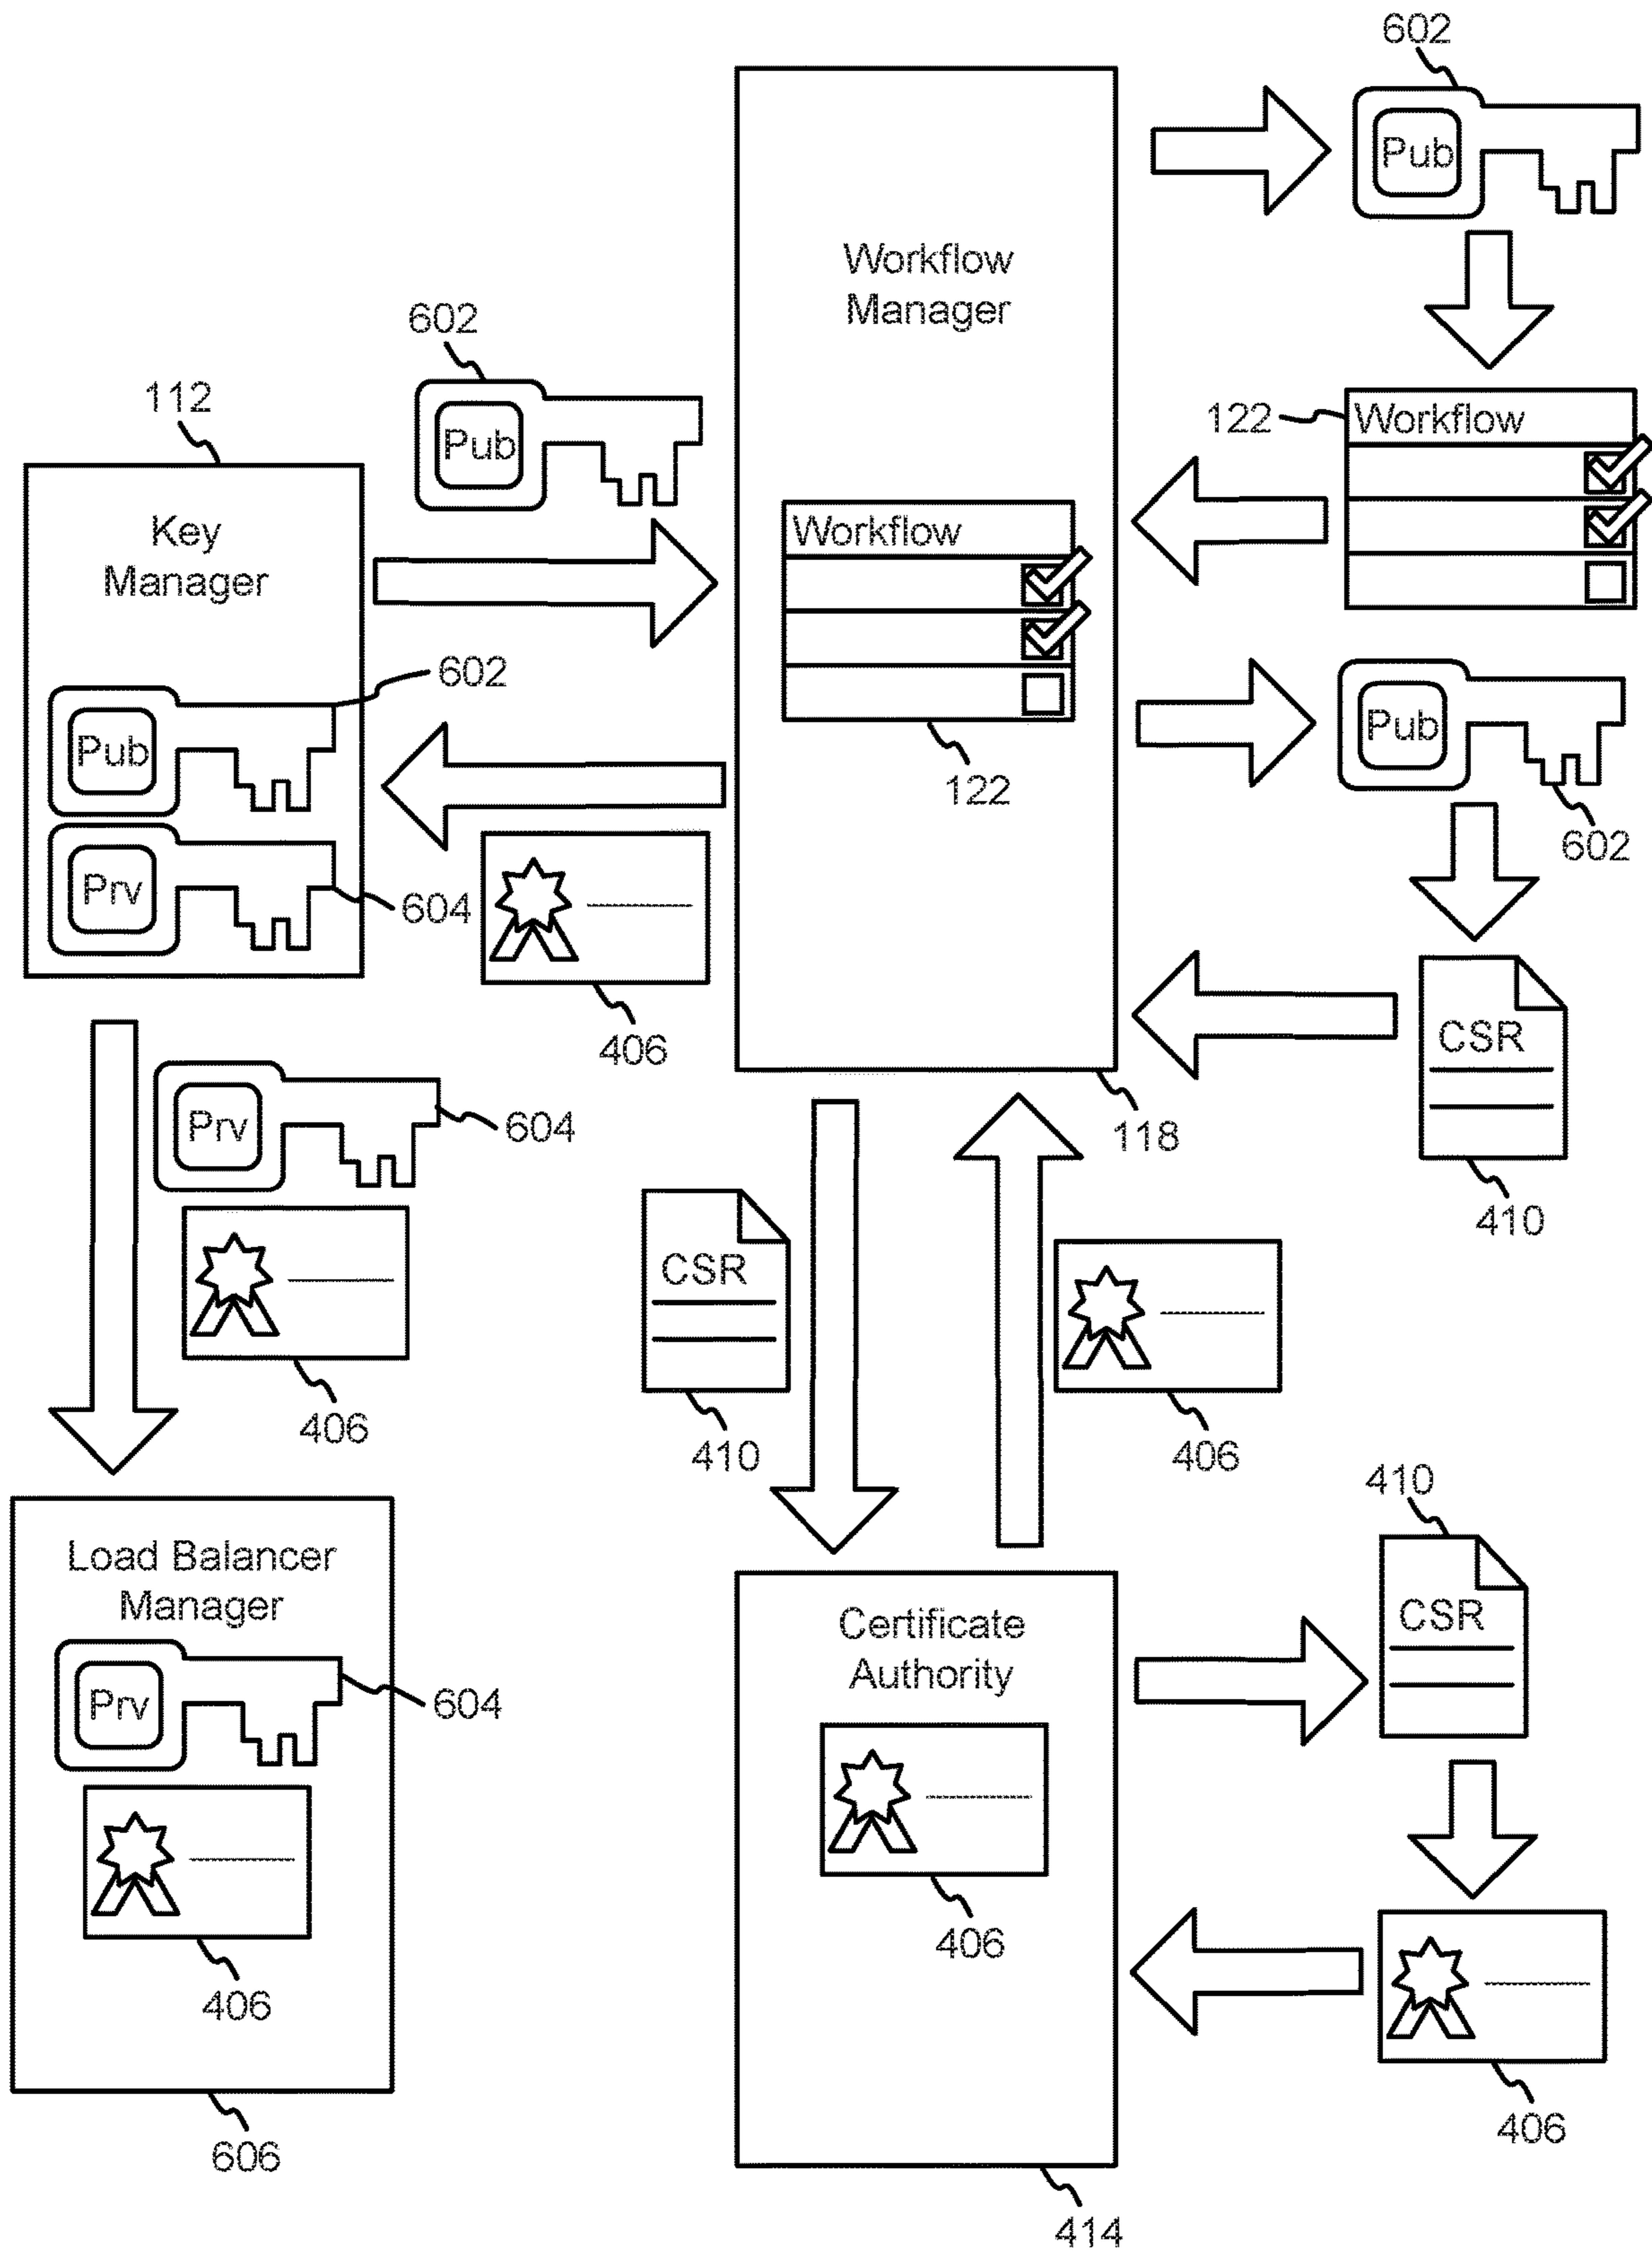 602
Pub
Workflow
Manager
602
112
Pub
122
Workflow
Key
Manager
Workflow
602
Pub
Pub
122
602
Prv
604
406
CSR
Prv
604
118
410
CSR
406
410
406
410
Load Balancer
Manager
Certificate
Authority
CSR
Prv
604
406
406
406
606
414